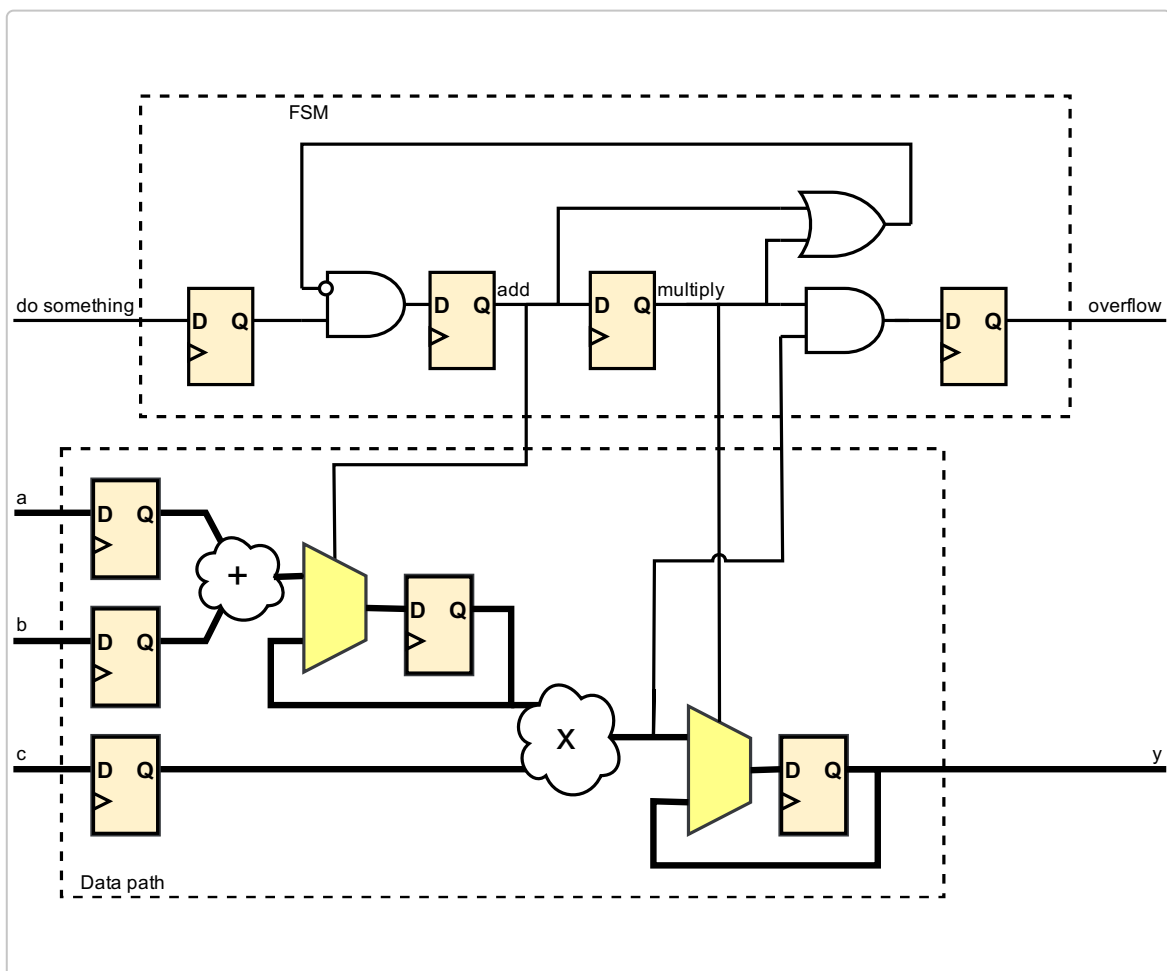 FSM
add
multiply
do something
D Q
D Q
D Q
D Q
overflow
a
D Q
+
b
D Q
D Q
c
D Q
X
D Q
y
Data path